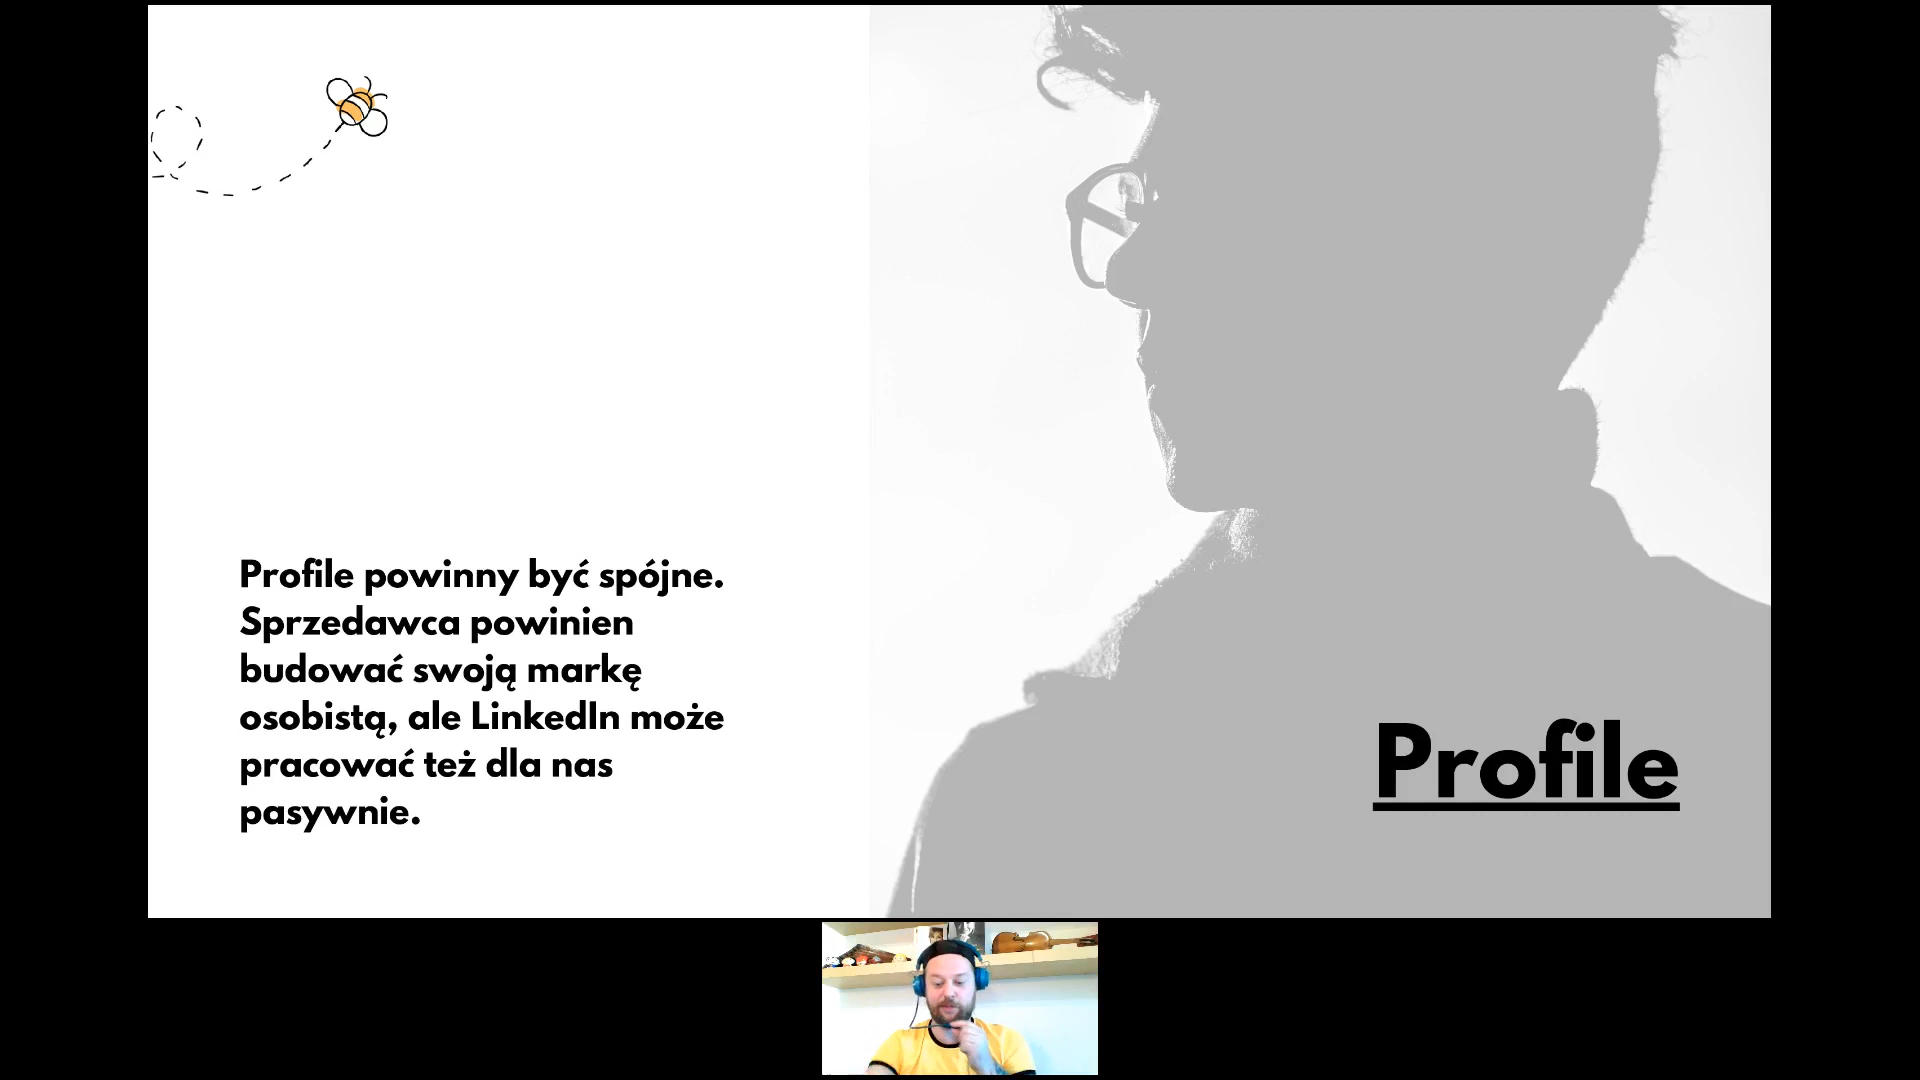 Profile powinny być spójne.
Sprzedawca powinien
budować swoją markę
osobistą, ale LinkedIn może
pracować też dla nas
pasywnie.
Profile